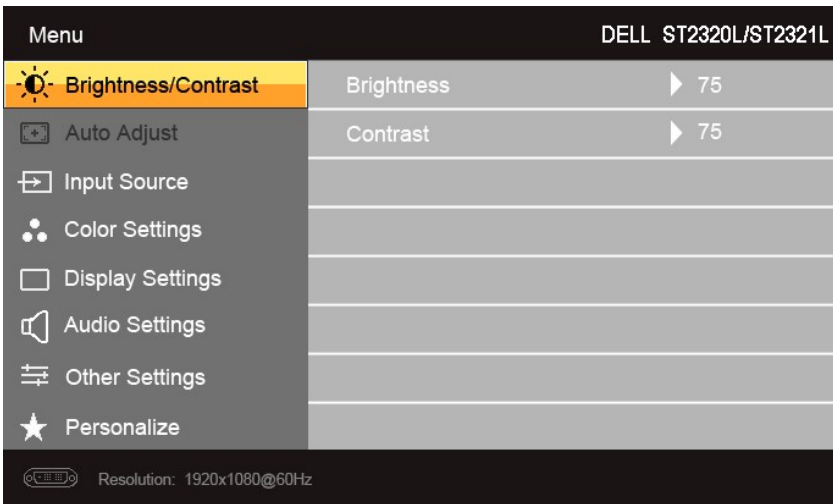 Menu DELL ST2320L/ST2321L
Brightness/Contrast Brightness 75
Auto Adjust Contrast 75
Input Source
Color Settings
Display Settings
Audio Settings
Other Settings
Personalize
Resolution: 1920x1080@60Hz